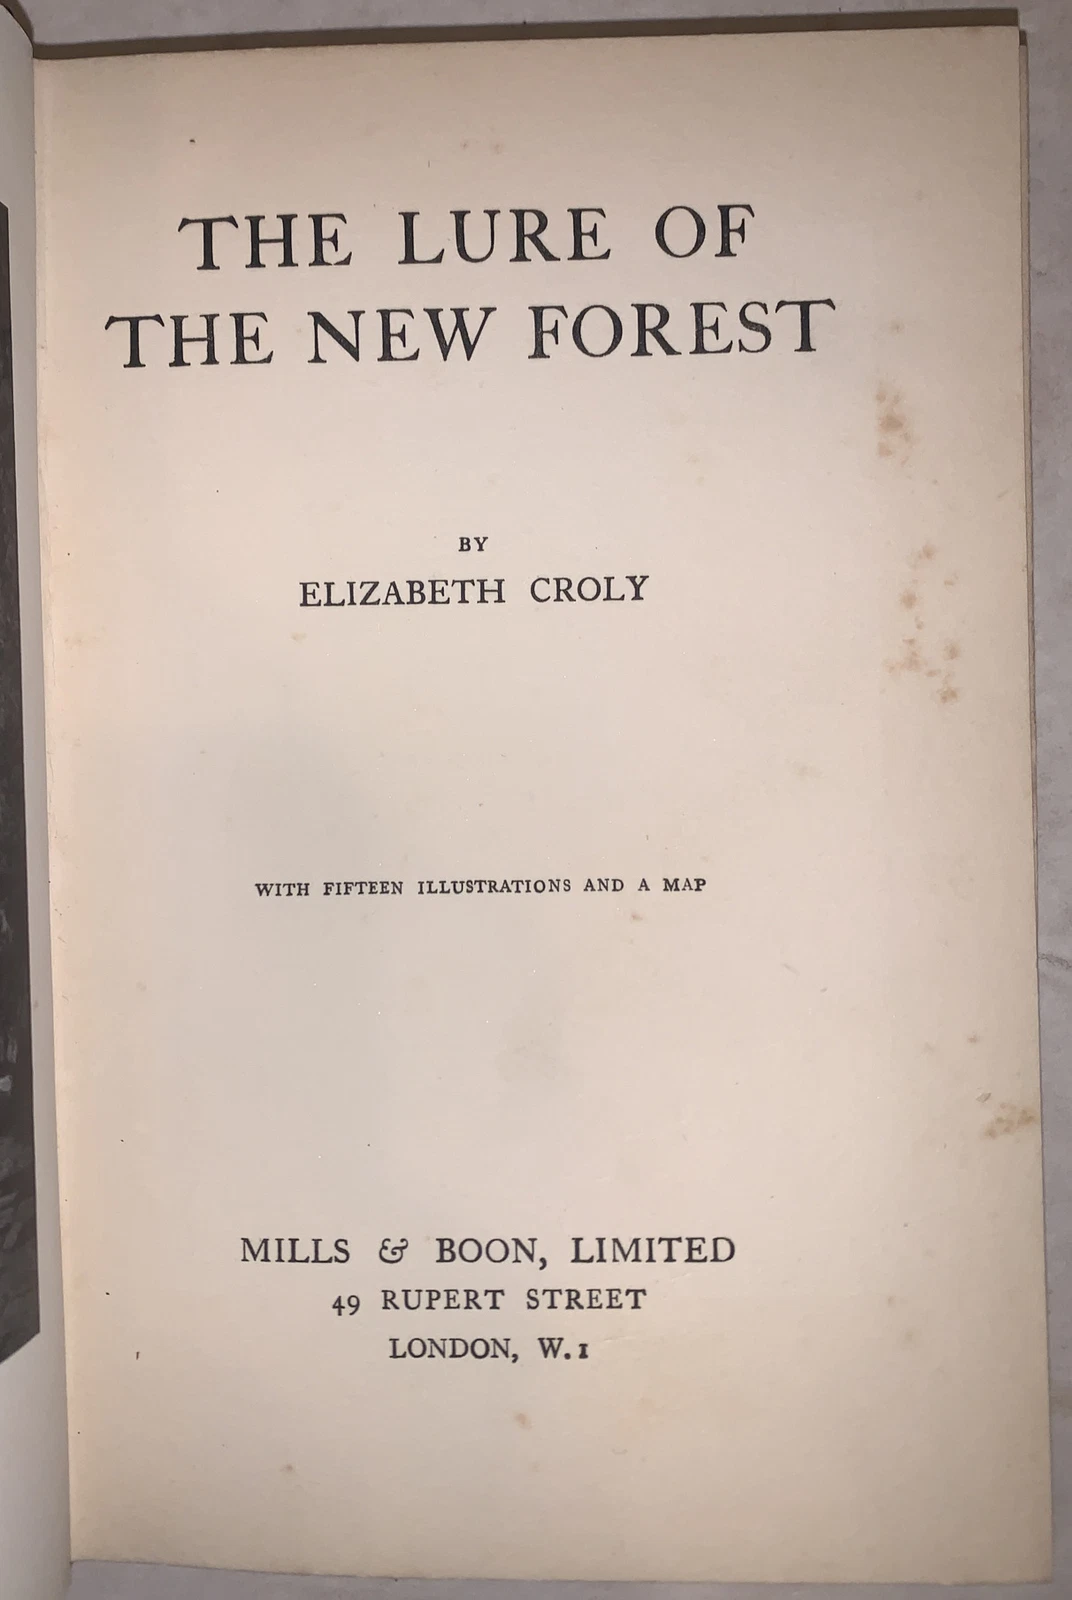 THE LURE OF
THE NEW FOREST
BY
ELIZABETH CROLY
WITH FIFTEEN ILLUSTRATIONS AND A MAP
MILLS & BOON, LIMITED
49 RUPERT STREET
LONDON, W.1